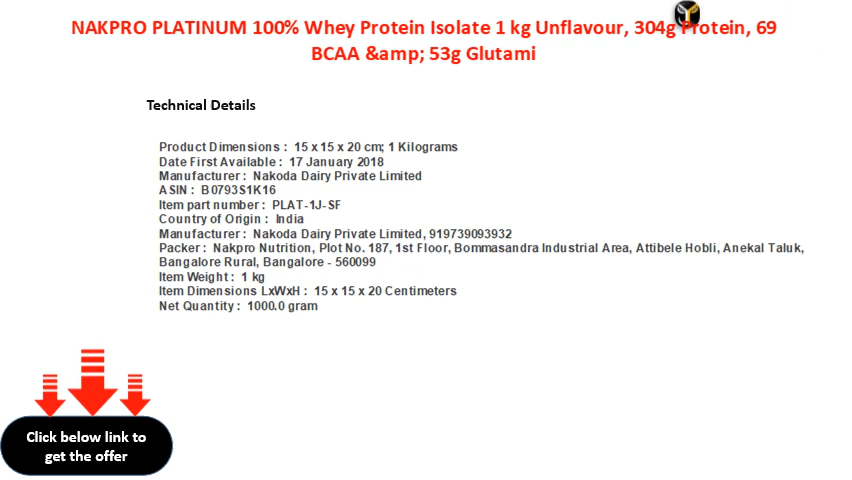 NAKPRO PLATINUM 100% Whey Protein Isolate 1 kg Unflavour, 304g Protein, 69
BCAA &amp; 53g Glutami
Technical Details
Product Dimensions : 15 x 15 x 20 cm; 1 Kilograms
Date First Available : 17 January 2018
Manufacturer : Nakoda Dairy Private Limited
ASIN : B0793S1K16
Item part number : PLAT-1J-SF
Country of Origin : India
Manufacturer : Nakoda Dairy Private Limited, 919739093932
Packer : Nakpro Nutrition, Plot No. 187, 1st Floor, Bommasandra Industrial Area, Attibele Hobli, Anekal Taluk,
Bangalore Rural, Bangalore - 560099
Item Weight : 1 kg
Item Dimensions LxWxH : 15 x 15 x 20 Centimeters
Net Quantity : 1000.0 gram
Click below link to
get the offer